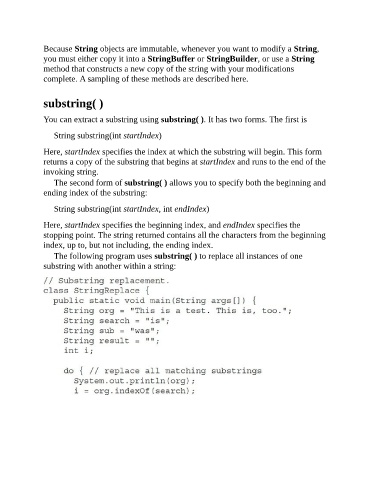 Because String objects are immutable, whenever you want to modify a String,
you must either copy it into a StringBuffer or StringBuilder, or use a String
method that constructs a new copy of the string with your modifications
complete. A sampling of these methods are described here.
substring( )
You can extract a substring using substring( ). It has two forms. The first is
String substring(int startIndex)
Here, startIndex specifies the index at which the substring will begin. This form
returns a copy of the substring that begins at startIndex and runs to the end of the
invoking string.
The second form of substring( ) allows you to specify both the beginning and
ending index of the substring:
String substring(int startIndex, int endIndex)
Here, startIndex specifies the beginning index, and endIndex specifies the
stopping point. The string returned contains all the characters from the beginning
index, up to, but not including, the ending index.
The following program uses substring( ) to replace all instances of one
substring with another within a string:
// Substring replacement.
class StringReplace {
  public static void main(String args[]) {
    String org = "This is a test. This is, too.";
    String search = "is";
    String sub = "was";
    String result = "";
    int i;
    do { // replace all matching substrings
      System.out.println(org);
      i = org.indexOf(search);